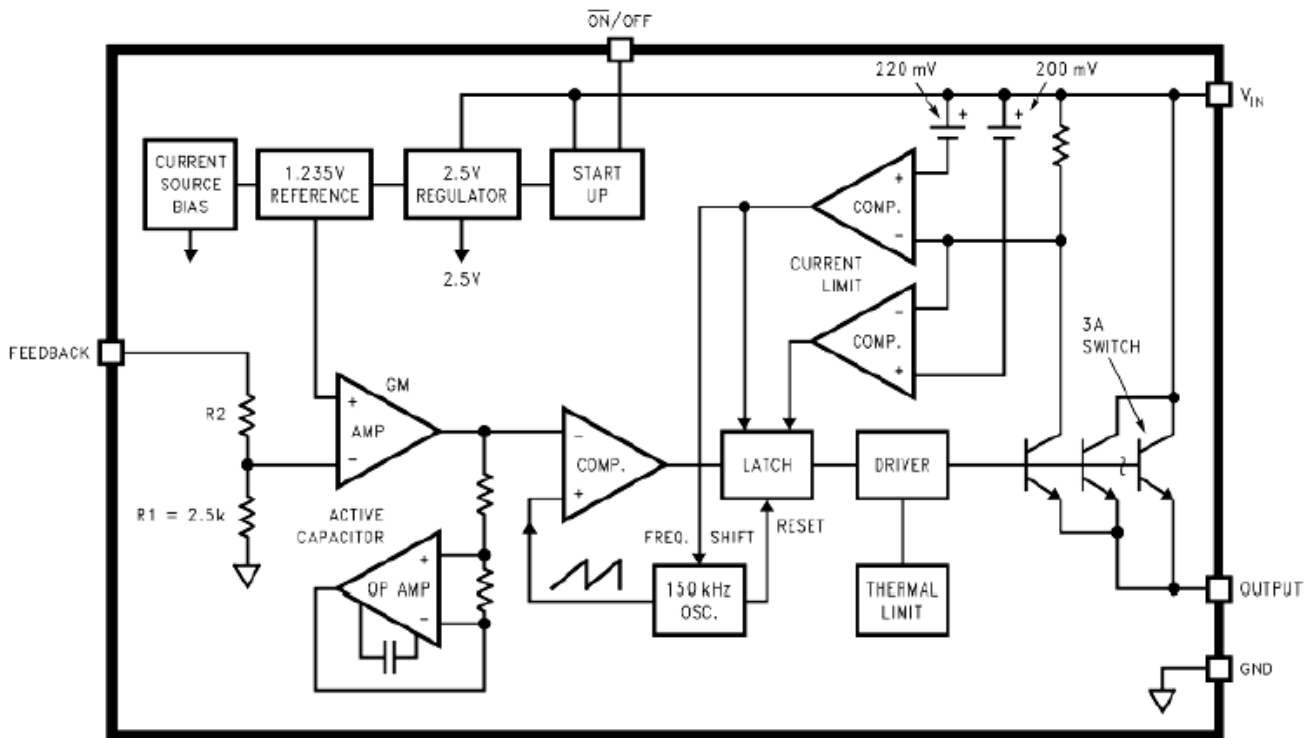 ON/OFF
220 mV
200 mV
+
+
VIN
CURRENT
SOURCE
BIAS
1.235V
REFERENCE
2.5V
REGULATOR
START
UP
+
COMP.
−
2.5V
CURRENT
LIMIT
−
COMP.
+
3A
SWITCH
FEEDBACK
GM
R2
+
AMP
−
−
COMP.
+
LATCH
DRIVER
R1 = 2.5k
ACTIVE
CAPACITOR
FREQ. SHIFT
RESET
+
OP AMP
−
150 kHz
OSC.
THERMAL
LIMIT
OUTPUT
GND